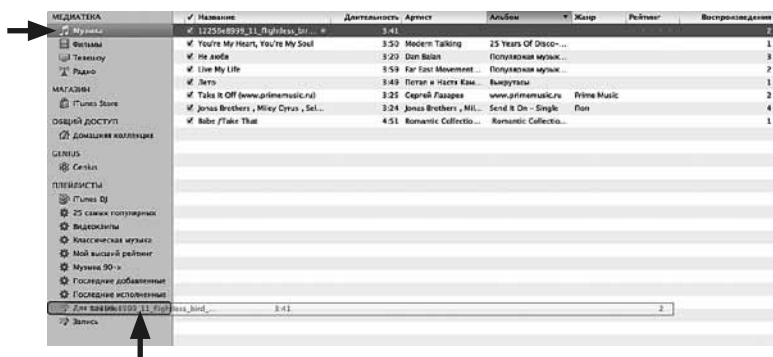 МЕДИАТЕКА ✓ Название Длительность Артист Альбом Жанр Рейтинг Воспроизведения
Музыка ✓ 12250e8999_11_flightless_bir... 3:41 2
Фильмы ✓ You're My Heart, You're My Soul 3:50 Modern Talking 25 Years Of Disco-... 1
Телешоу ✓ Не люби 3:20 Dan Balan Популярная музык... 3
Радио ✓ Live My Life 3:59 Far East Movement... Популярная музык... 2
✓ Лето 3:49 Потап и Настя Кам... Выкрутасы 1
МАГАЗИН
✓ Take It Off (www.primemusic.ru) 3:25 Сергей Лазарев www.primemusic.ru Prime Music 2
iTunes Store ✓ Jonas Brothers , Miley Cyrus , Sel... 3:24 Jonas Brothers , Mil... Send It On - Single Поп 4
ОБЩИЙ ДОСТУП ✓ Babe /Take That 4:51 Romantic Collectio... Romantic Collectio... 1
Домашняя коллекция
GENIUS
Genius
ПЛЕЙЛИСТЫ
iTunes DJ
25 самых популярных
Видеоклипы
Классическая музыка
Мой высший рейтинг
Музыка 90-х
Последние добавленные
Последние исполненные
Для 8999_11_flightless_bird_... 3:41 2
Запись